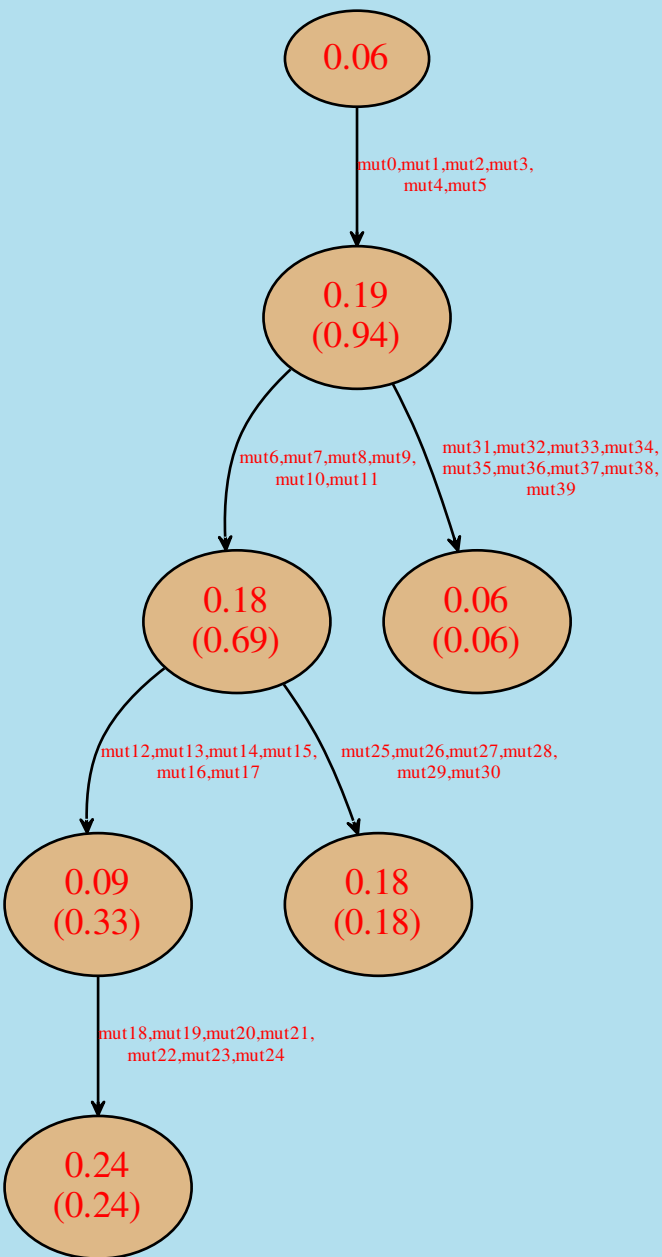 0.06
mut0,mut1,mut2,mut3,
mut4,mut5
0.19
(0.94)
mut6,mut7,mut8,mut9,
mut10,mut11
mut31,mut32,mut33,mut34,
mut35,mut36,mut37,mut38,
mut39
0.18
(0.69)
0.06
(0.06)
mut12,mut13,mut14,mut15,
mut16,mut17
mut25,mut26,mut27,mut28,
mut29,mut30
0.09
(0.33)
0.18
(0.18)
mut18,mut19,mut20,mut21,
mut22,mut23,mut24
0.24
(0.24)